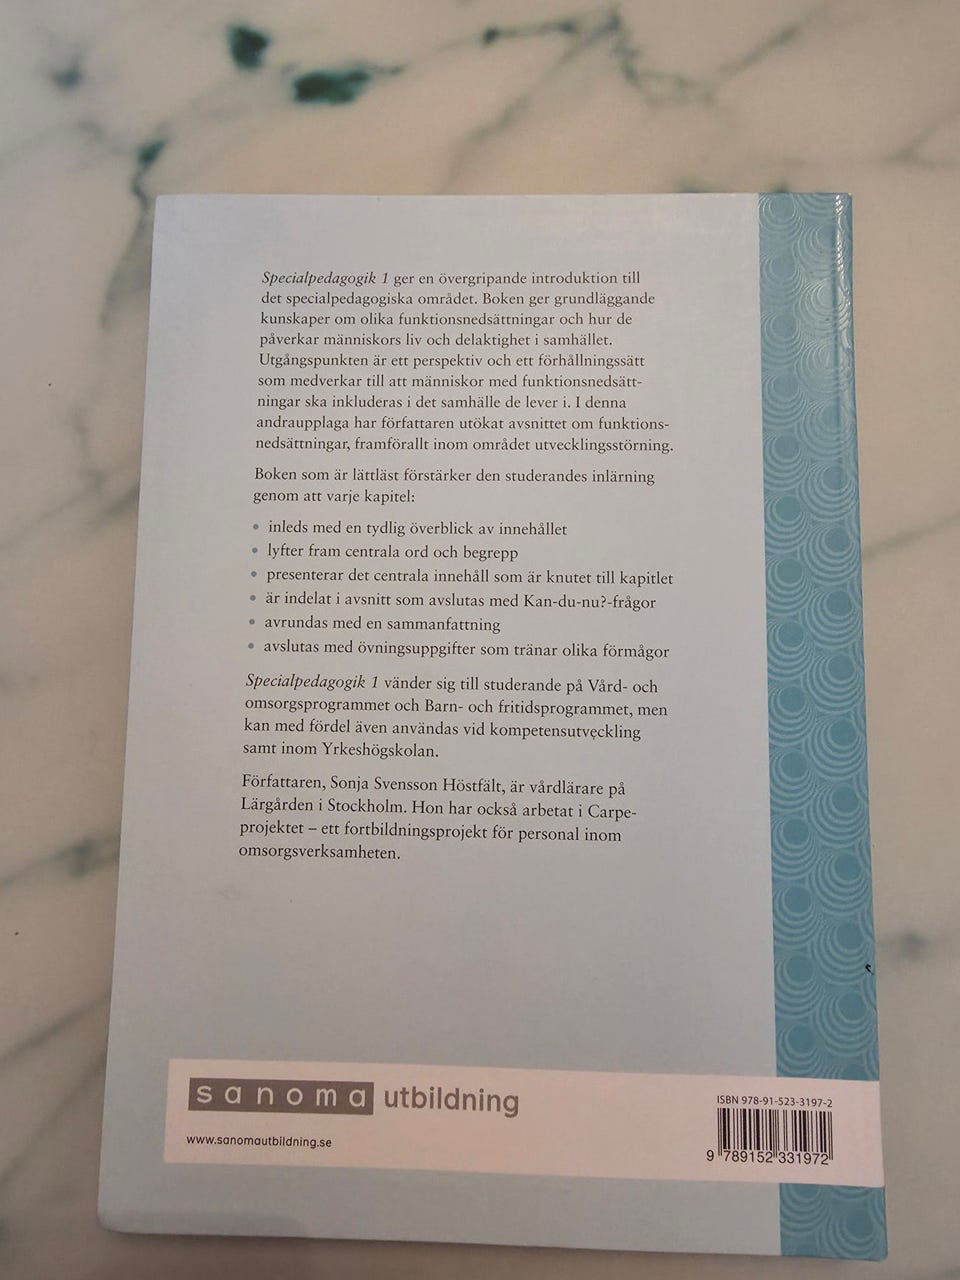 Specialpedagogik 1 ger en övergripande introduktion till
det specialpedagogiska området. Boken ger grundläggande
kunskaper om olika funktionsnedsättningar och hur de
påverkar människors liv och delaktighet i samhället.
Utgångspunkten är ett perspektiv och ett förhållningssätt
som medverkar till att människor med funktionsnedsätt-
ningar ska inkluderas i det samhälle de lever i. I denna
andraupplaga har författaren utökat avsnittet om funktions-
nedsättningar, framförallt inom området utvecklingsstörning.
Boken som är lättläst förstärker den studerandes inlärning
genom att varje kapitel:
• inleds med en tydlig överblick av innehållet
• lyfter fram centrala ord och begrepp
• presenterar det centrala innehåll som är knutet till kapitlet
• är indelat i avsnitt som avslutas med Kan-du-nu?-frågor
• avrundas med en sammanfattning
• avslutas med övningsuppgifter som tränar olika förmågor
Specialpedagogik 1 vänder sig till studerande på Vård- och
omsorgsprogrammet och Barn- och fritidsprogrammet, men
kan med fördel även användas vid kompetensutveckling
samt inom Yrkeshögskolan.
Författaren, Sonja Svensson Höstfält, är vårdlärare på
Lärgården i Stockholm. Hon har också arbetat i Carpe-
projektet – ett fortbildningsprojekt för personal inom
omsorgsverksamheten.
sanoma utbildning
www.sanomautbildning.se
ISBN 978-91-523-3197-2
9 789152 331972